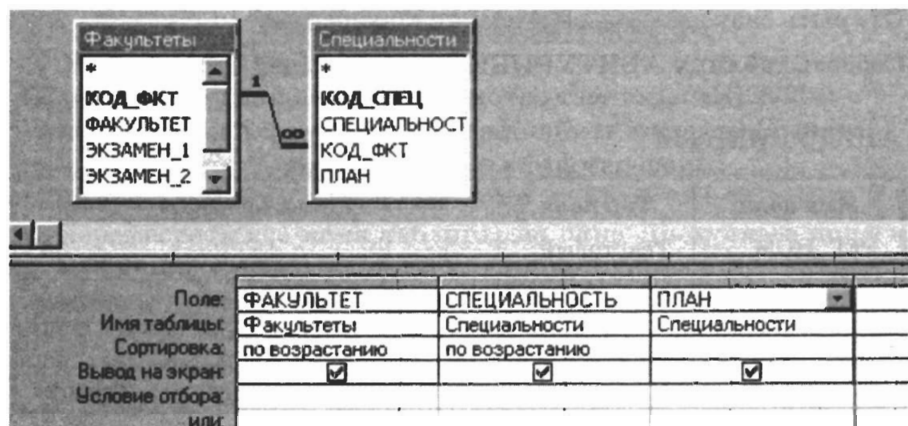 Факультеты
*
КОД_ФКТ
ФАКУЛЬТЕТ
ЭКЗАМЕН_1
ЭКЗАМЕН_2
1
∞
Специальности
*
КОД_СПЕЦ
СПЕЦИАЛЬНОСТ
КОД_ФКТ
ПЛАН
Поле: ФАКУЛЬТЕТ СПЕЦИАЛЬНОСТЬ ПЛАН
Имя таблицы: Факультеты Специальности Специальности
Сортировка: по возрастанию по возрастанию
Вывод на экран:
Условие отбора:
или: